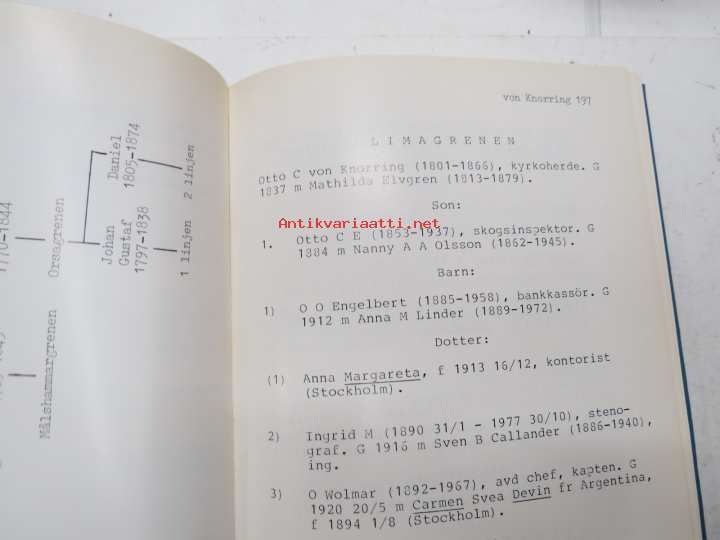 1770-1844
Orsagrenen
Johan
Gustaf
1797-1838
Daniel
1805-1874
1 linjen
2 linjen
Målshammargrenen
von Knorring 197
LIMAGRENEN
Otto C von Knorring (1801-1866), kyrkoherde. G
1837 m Mathilda Elvgren (1813-1879).
Son:
Antikvariaatti.net
1. Otto C E (1853-1937), skogsinspektor. G
1884 m Nanny A A Olsson (1862-1945).
Barn:
1) O O Engelbert (1885-1958), bankkassör. G
1912 m Anna M Linder (1889-1972).
Dotter:
(1) Anna Margareta, f 1913 16/12, kontorist
(Stockholm).
2) Ingrid M (1890 31/1 - 1977 30/10), steno-
graf. G 1916 m Sven B Callander (1886-1940),
ing.
3) O Wolmar (1892-1967), avd chef, kapten. G
1920 20/5 m Carmen Svea Devin fr Argentina,
f 1894 1/8 (Stockholm).